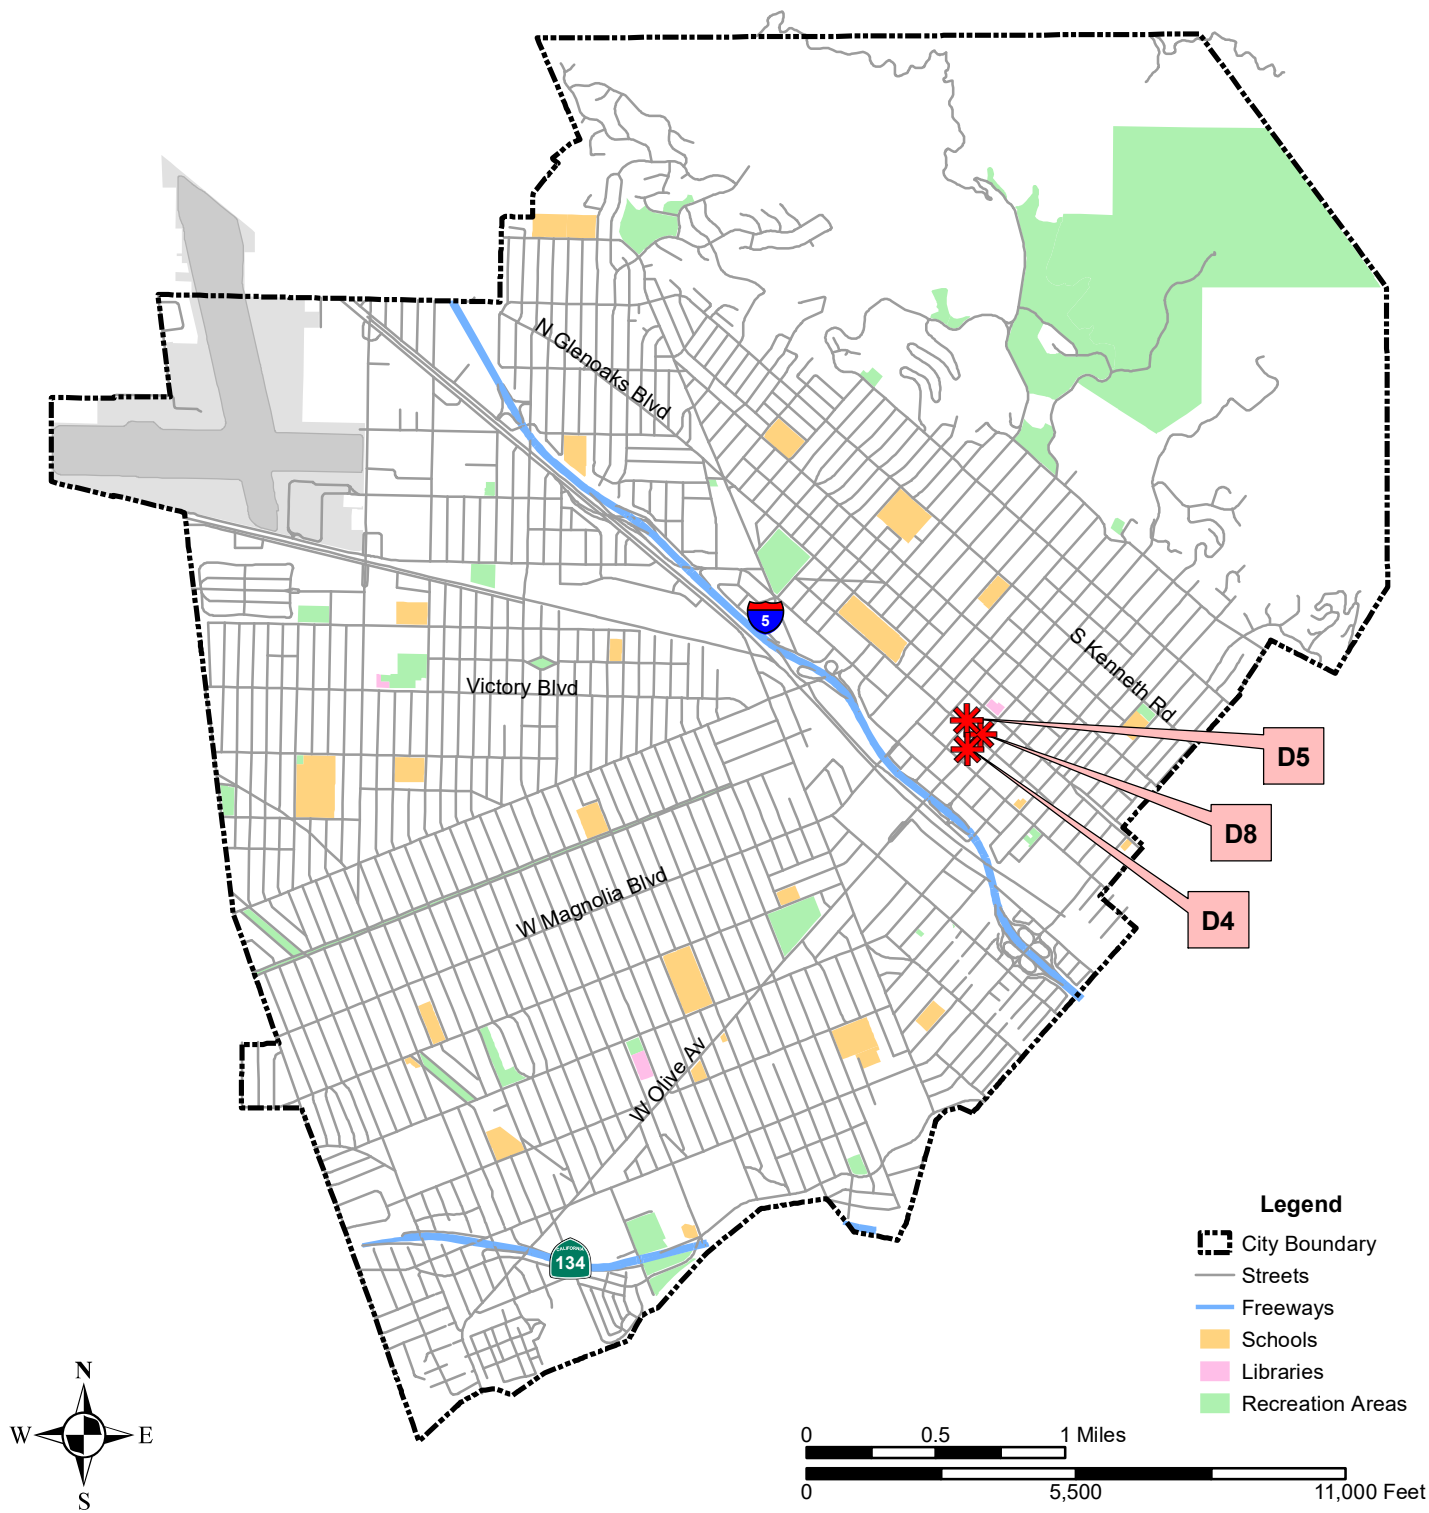 N Glenoaks Blvd
5
S Kenneth Rd
Victory Blvd
D5
D8
W Magnolia Blvd
D4
W Olive Av
CALIFORNIA
134
Legend
City Boundary
Streets
Freeways
Schools
Libraries
Recreation Areas
N
W E
S
0 0.5 1 Miles
0 5,500 11,000 Feet